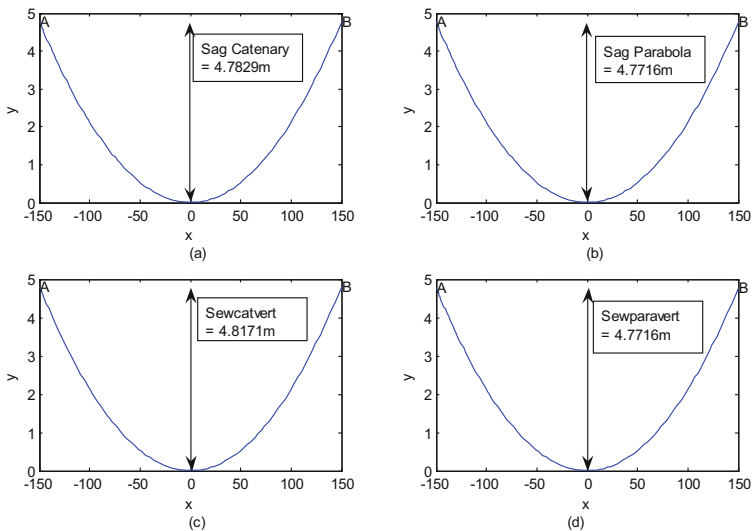 5
4
3
2
1
0
y
A
B
Sag Catenary
= 4.7829m
-150 -100 -50 0 50 100 150
x
(a)
5
4
3
2
1
0
y
A
B
Sag Parabola
= 4.7716m
-150 -100 -50 0 50 100 150
x
(b)
5
4
3
2
1
0
y
A
B
Sewcatvert
= 4.8171m
-150 -100 -50 0 50 100 150
x
(c)
5
4
3
2
1
0
y
A
B
Sewparavert
= 4.7716m
-150 -100 -50 0 50 100 150
x
(d)